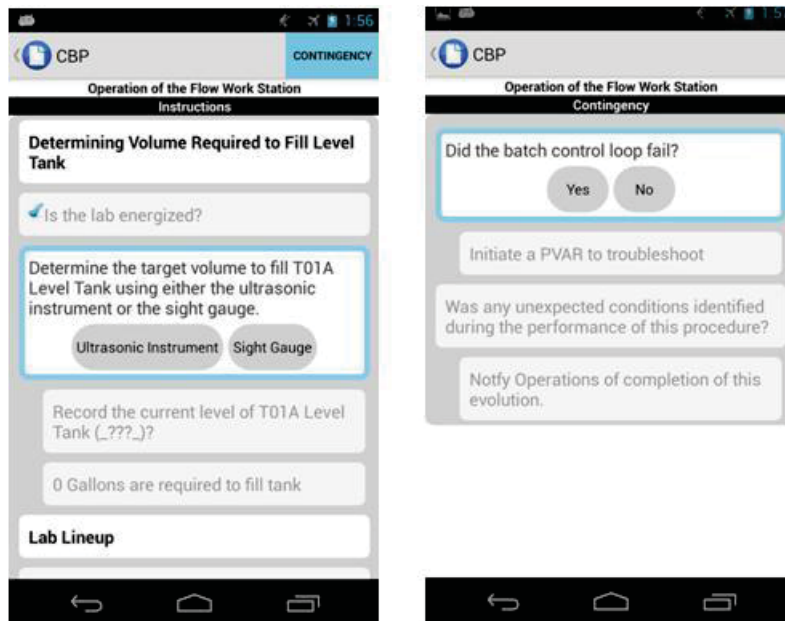 1:56
CBP
CONTINGENCY
Operation of the Flow Work Station
Instructions
Determining Volume Required to Fill Level
Tank
Is the lab energized?
Determine the target volume to fill T01A
Level Tank using either the ultrasonic
instrument or the sight gauge.
Ultrasonic Instrument
Sight Gauge
Record the current level of T01A Level
Tank (_???_)?
0 Gallons are required to fill tank
Lab Lineup
CBP
Operation of the Flow Work Station
Contingency
Did the batch control loop fail?
Yes
No
Initiate a PVAR to troubleshoot
Was any unexpected conditions identified
during the performance of this procedure?
Notfy Operations of completion of this
evolution.